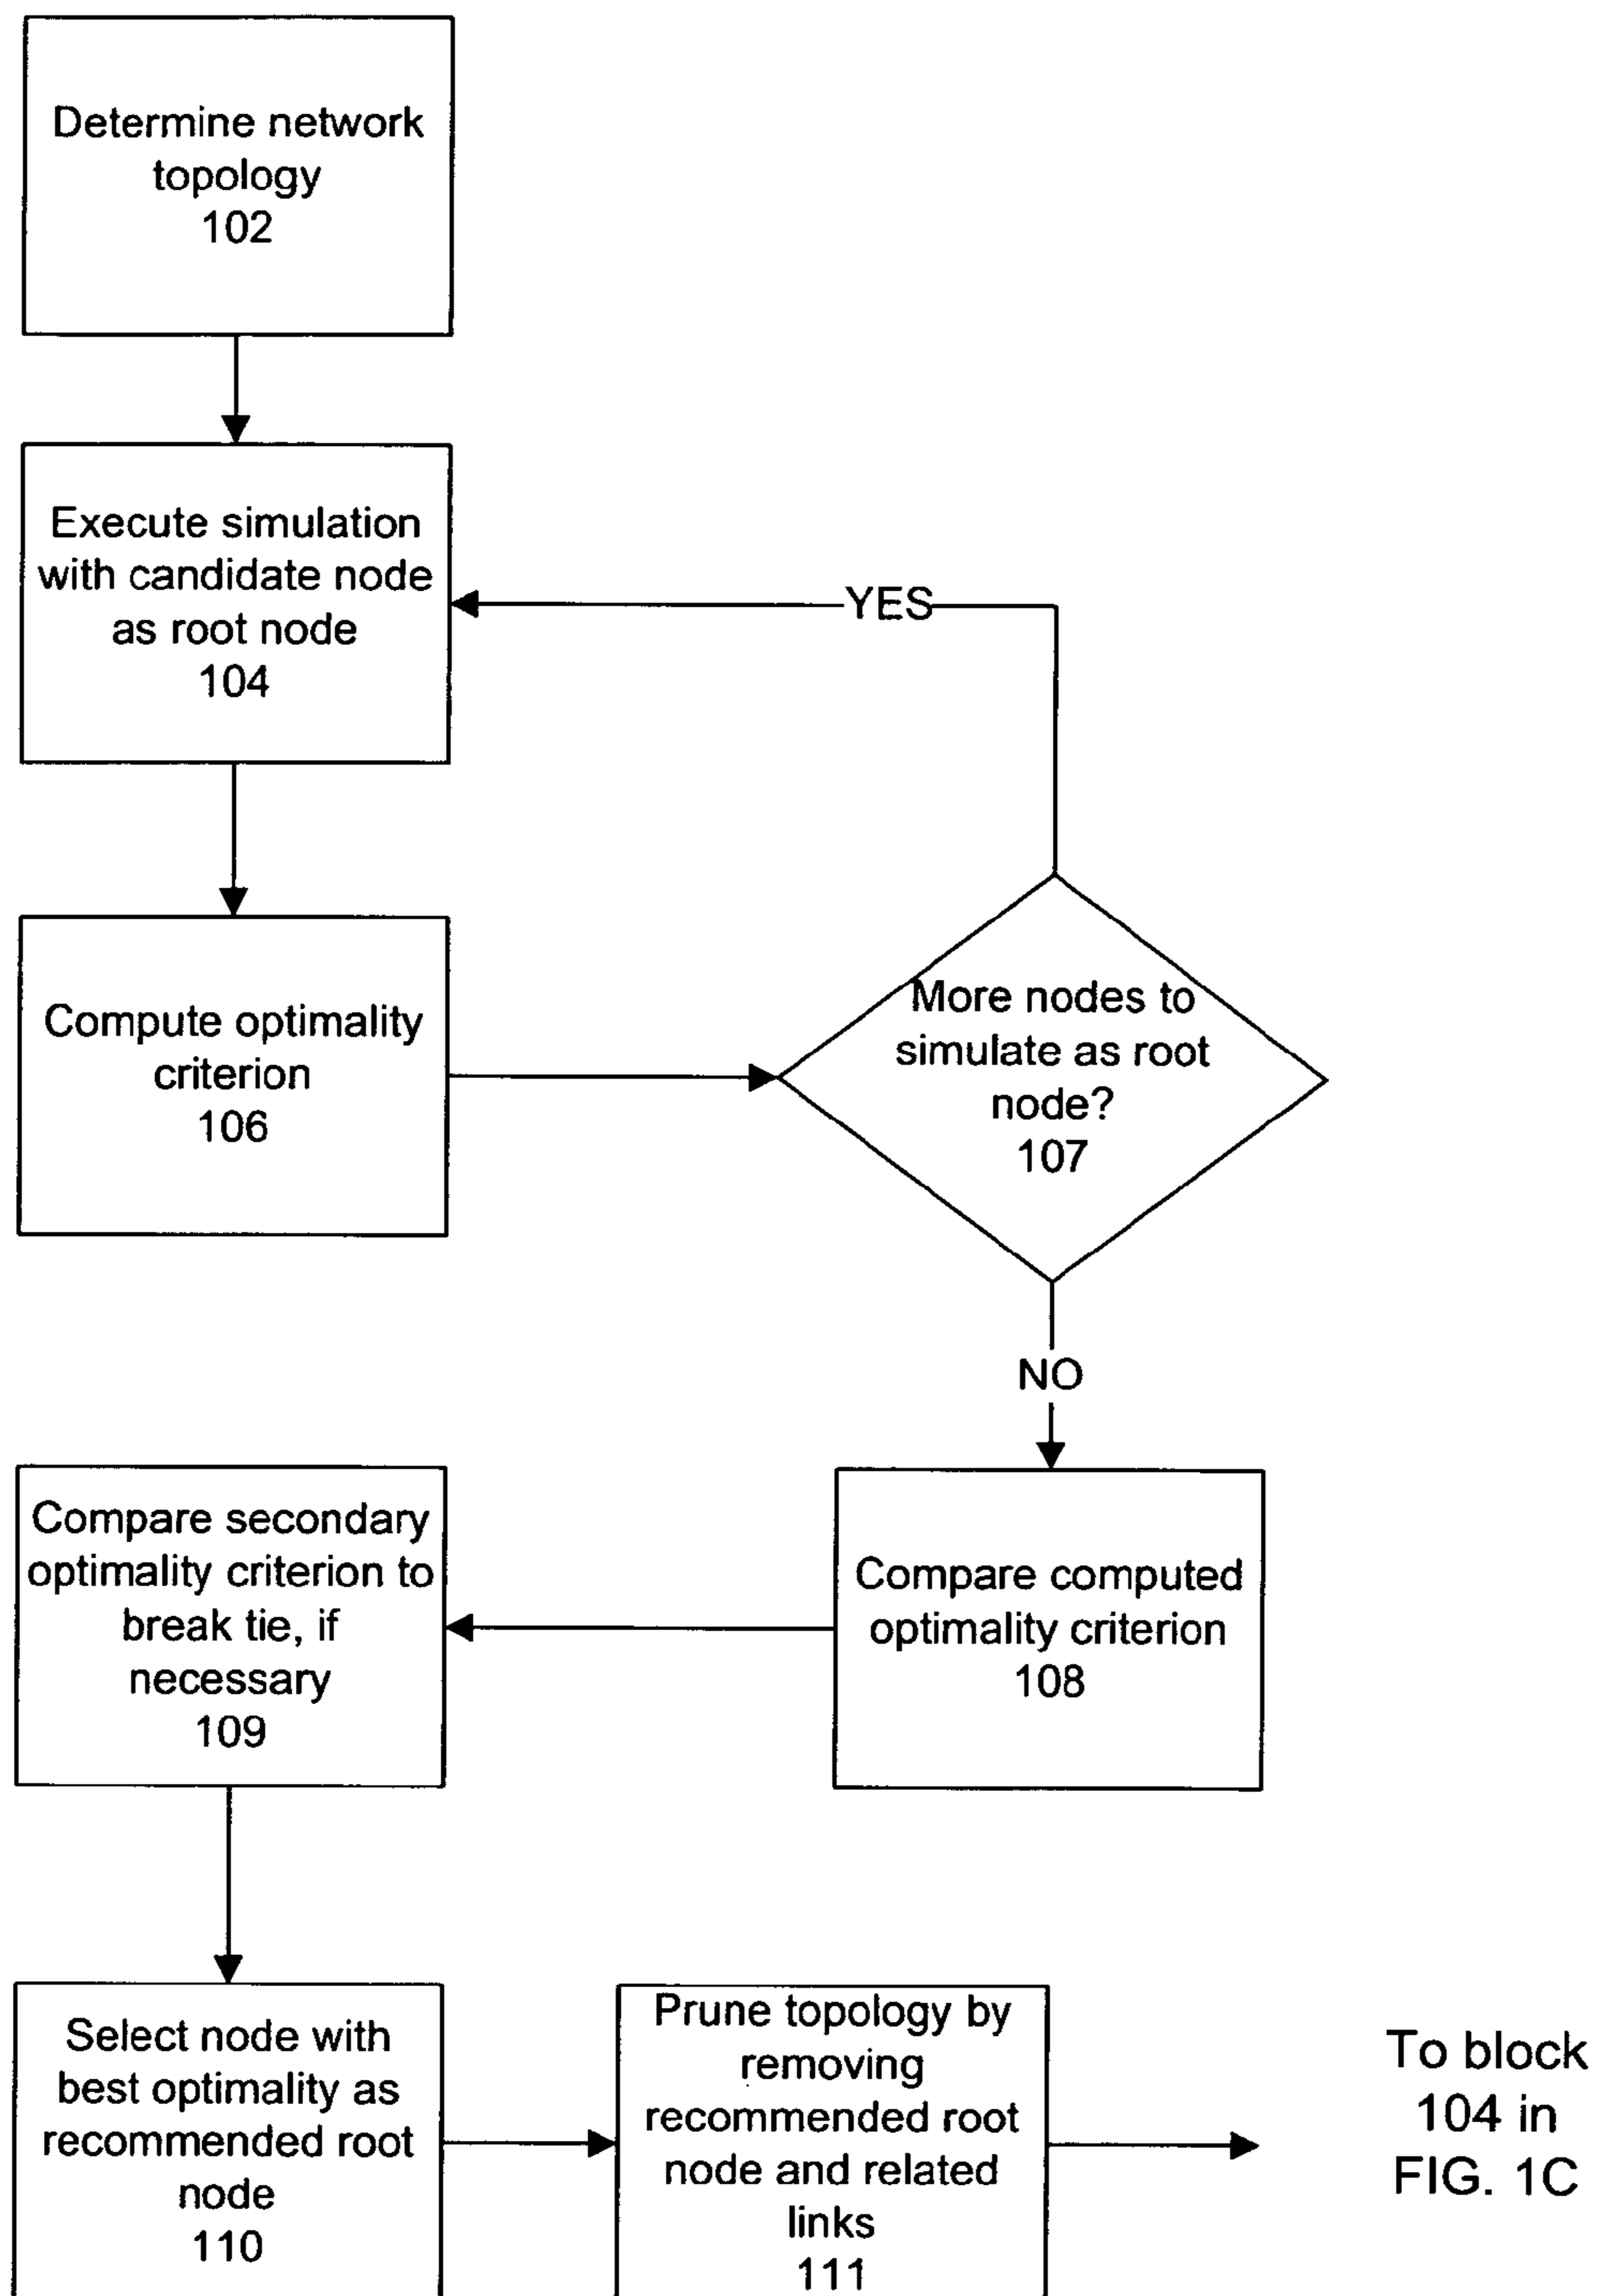 Determine network
topology
102
Execute simulation
with candidate node
as root node
104
YES
Compute optimality
criterion
106
More nodes to
simulate as root
node?
107
NO
Compare secondary
optimality criterion to
break tie, if
necessary
109
Compare computed
optimality criterion
108
Select node with
best optimality as
recommended root
node
110
Prune topology by
removing
recommended root
node and related
links
111
To block
104 in
FIG. 1C